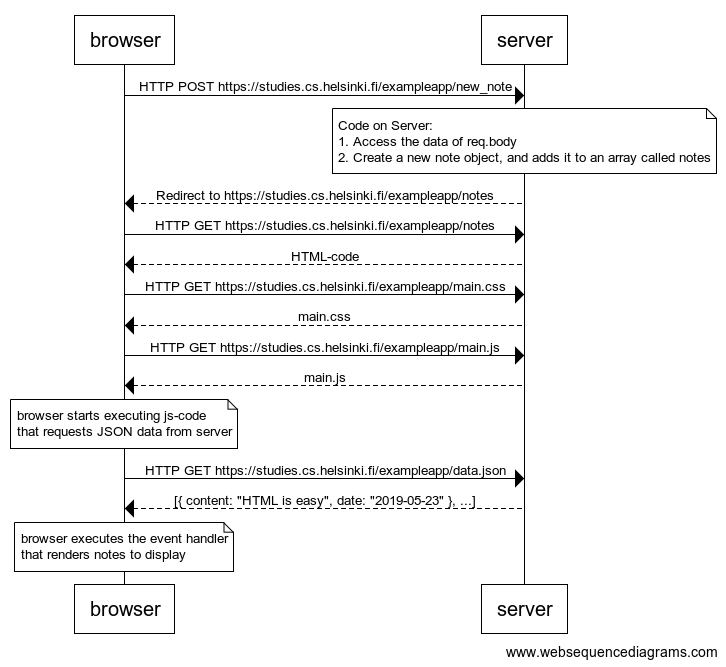 browser
server
HTTP POST https://studies.cs.helsinki.fi/exampleapp/new_note
Code on Server:
1. Access the data of req.body
2. Create a new note object, and adds it to an array called notes
Redirect to https://studies.cs.helsinki.fi/exampleapp/notes
HTTP GET https://studies.cs.helsinki.fi/exampleapp/notes
HTML-code
HTTP GET https://studies.cs.helsinki.fi/exampleapp/main.css
main.css
HTTP GET https://studies.cs.helsinki.fi/exampleapp/main.js
main.js
browser starts executing js-code
that requests JSON data from server
HTTP GET https://studies.cs.helsinki.fi/exampleapp/data.json
[{ content: "HTML is easy", date: "2019-05-23" }, ...]
browser executes the event handler
that renders notes to display
browser
server
www.websequencediagrams.com